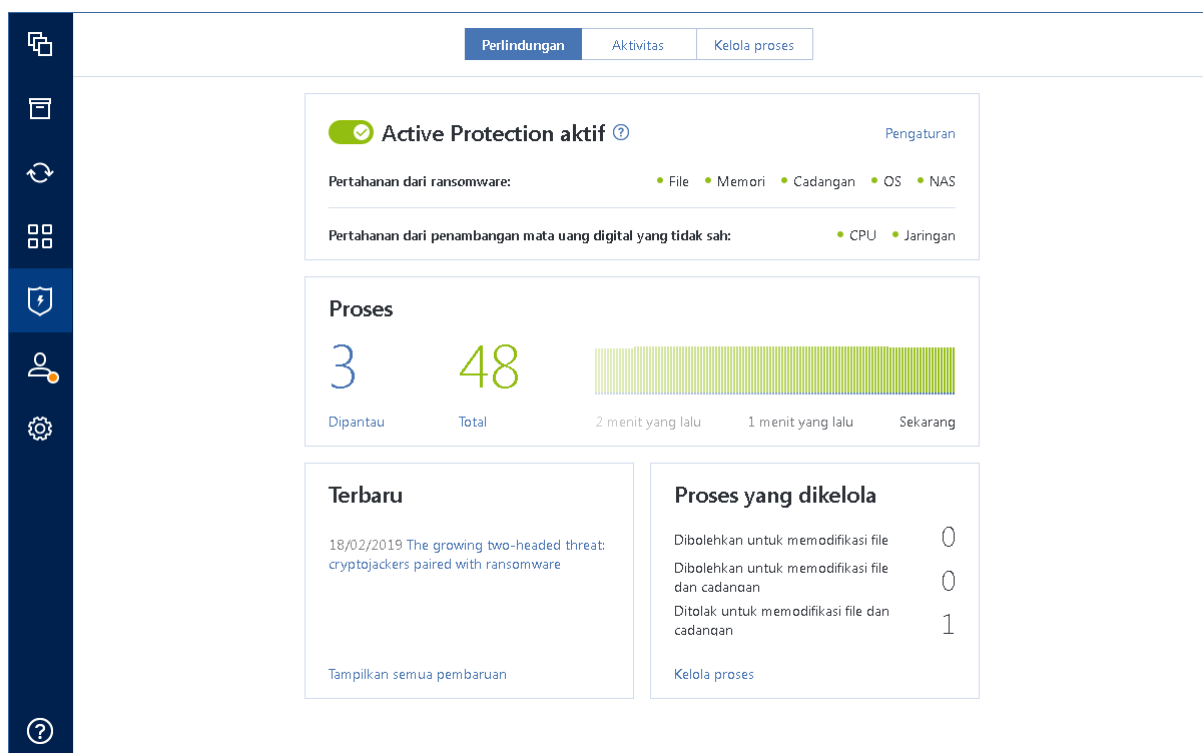 Perlindungan Aktivitas Kelola proses
Active Protection aktif
Pengaturan
Pertahanan dari ransomware: File Memori Cadangan OS NAS
Pertahanan dari penambangan mata uang digital yang tidak sah: CPU Jaringan
Proses
3 48
Dipantau Total 2 menit yang lalu 1 menit yang lalu Sekarang
Terbaru
18/02/2019 The growing two-headed threat:
cryptojackers paired with ransomware
Tampilkan semua pembaruan
Proses yang dikelola
Dibolehkan untuk memodifikasi file 0
Dibolehkan untuk memodifikasi file
dan cadangan 0
Ditolak untuk memodifikasi file dan
cadangan 1
Kelola proses